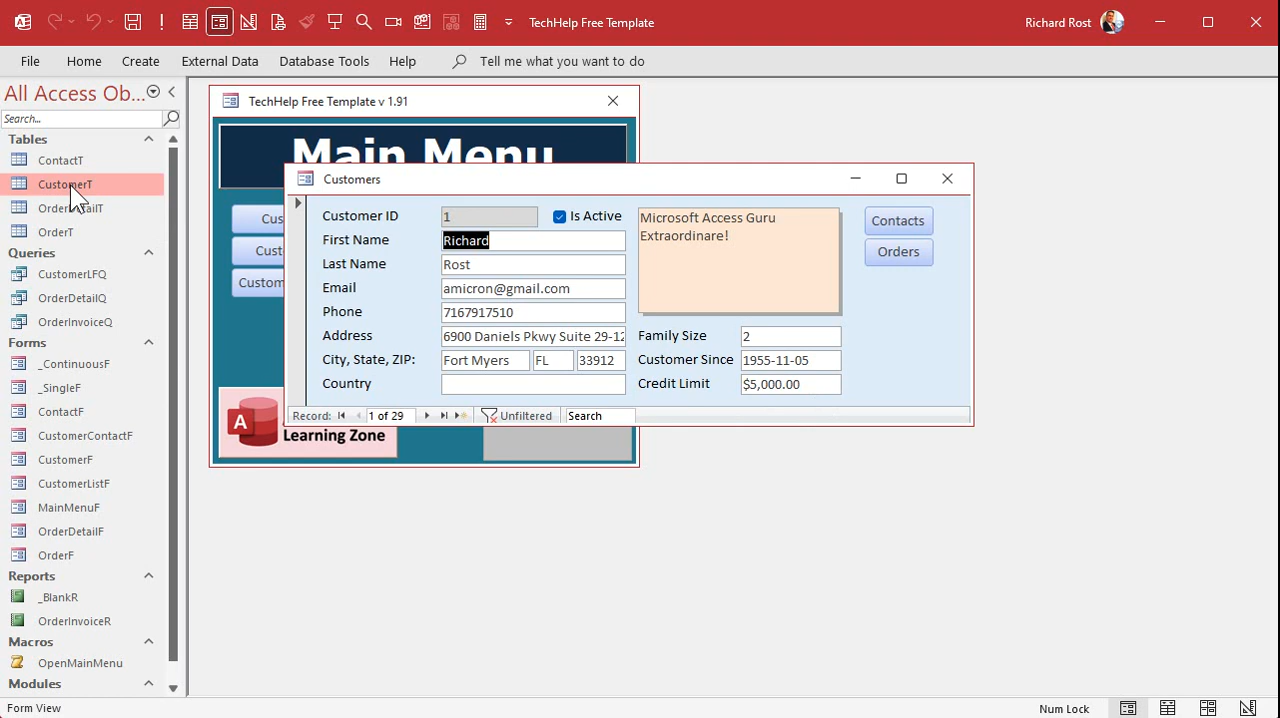 TechHelp Free Template
Richard Rost
File
Home
Create
External Data
Database Tools
Help
Tell me what you want to do
All Access Ob...
Search...
Tables
ContactT
CustomerT
OrderDetailT
OrderT
Queries
CustomerLFQ
OrderDetailQ
OrderInvoiceQ
Forms
_ContinuousF
_SingleF
ContactF
CustomerContactF
CustomerF
CustomerListF
MainMenuF
OrderDetailF
OrderF
Reports
_BlankR
OrderInvoiceR
Macros
OpenMainMenu
Modules
TechHelp Free Template v 1.91
Main Menu
Cus
Cust
Custom
A
Learning Zone
Customers
Customer ID 1
Is Active
First Name Richard
Last Name Rost
Email amicron@gmail.com
Phone 7167917510
Address 6900 Daniels Pkwy Suite 29-12
City, State, ZIP: Fort Myers FL 33912
Country
Microsoft Access Guru
Extraordinare!
Family Size 2
Customer Since 1955-11-05
Credit Limit $5,000.00
Contacts
Orders
Record: 1 of 29 Unfiltered Search
Form View
Num Lock